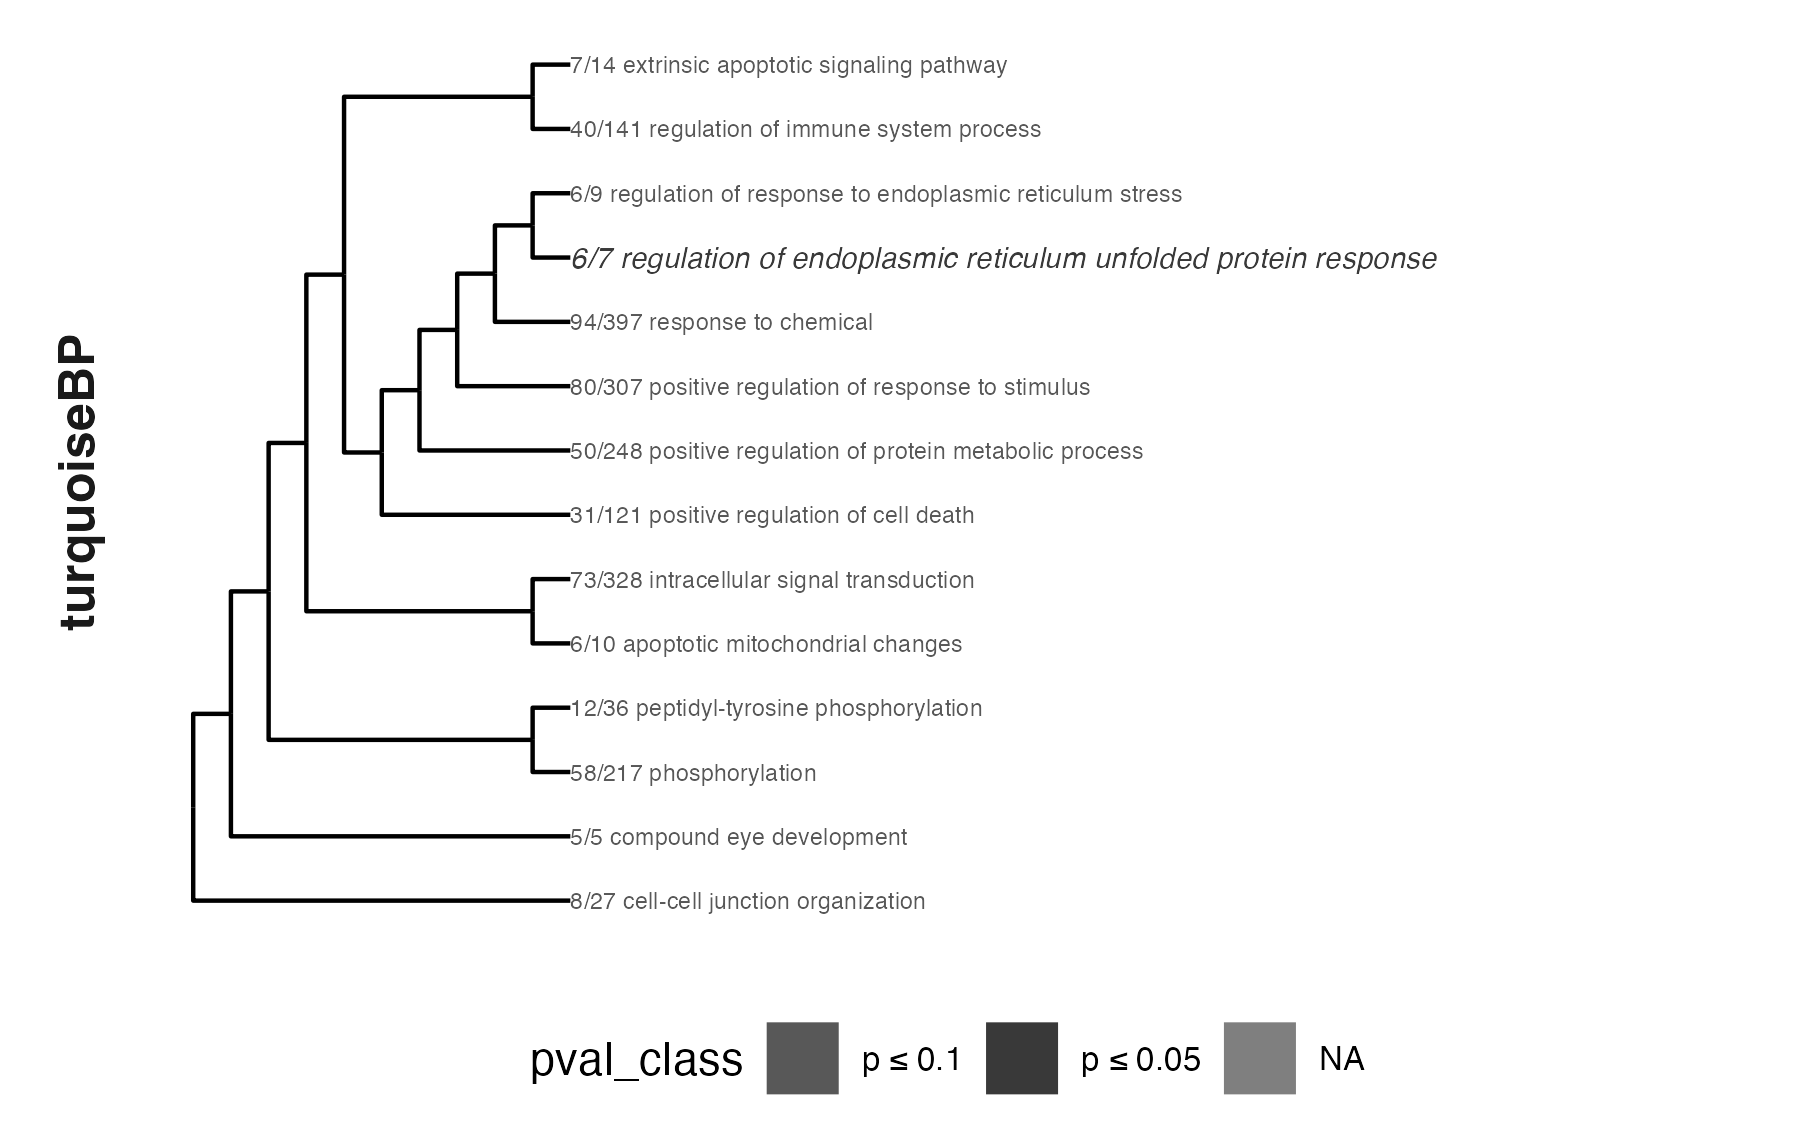 turquoiseBP
7/14 extrinsic apoptotic signaling pathway
40/141 regulation of immune system process
6/9 regulation of response to endoplasmic reticulum stress
6/7 regulation of endoplasmic reticulum unfolded protein response
94/397 response to chemical
80/307 positive regulation of response to stimulus
50/248 positive regulation of protein metabolic process
31/121 positive regulation of cell death
73/328 intracellular signal transduction
6/10 apoptotic mitochondrial changes
12/36 peptidyl-tyrosine phosphorylation
58/217 phosphorylation
5/5 compound eye development
8/27 cell-cell junction organization
pval_class p ≤ 0.1 p ≤ 0.05 NA